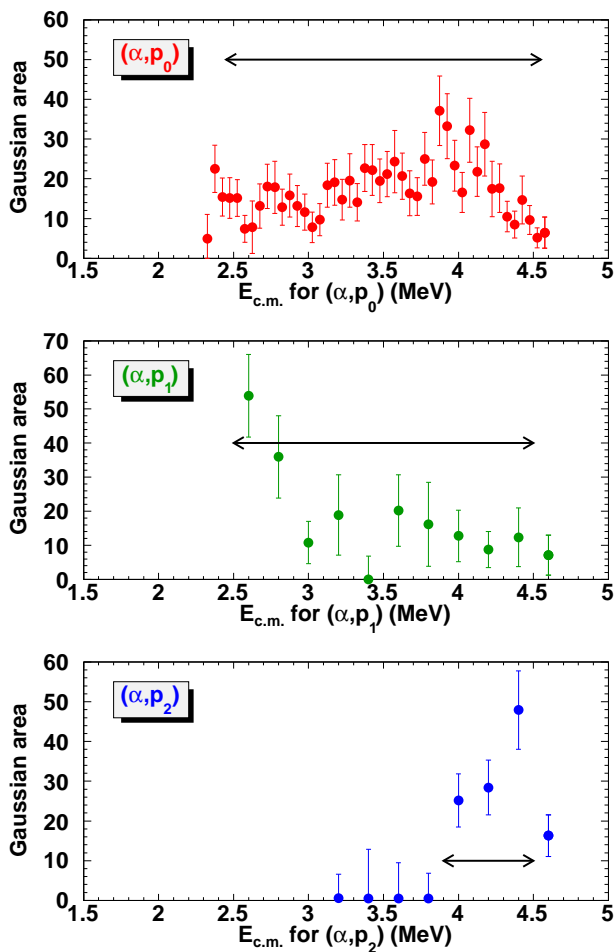 (α,p0)
Gaussian area
60
50
40
30
20
10
0
1.5 2 2.5 3 3.5 4 4.5 5
Ec.m. for (α,p0) (MeV)
(α,p1)
Gaussian area
70
60
50
40
30
20
10
0
1.5 2 2.5 3 3.5 4 4.5 5
Ec.m. for (α,p1) (MeV)
(α,p2)
Gaussian area
60
50
40
30
20
10
0
1.5 2 2.5 3 3.5 4 4.5 5
Ec.m. for (α,p2) (MeV)